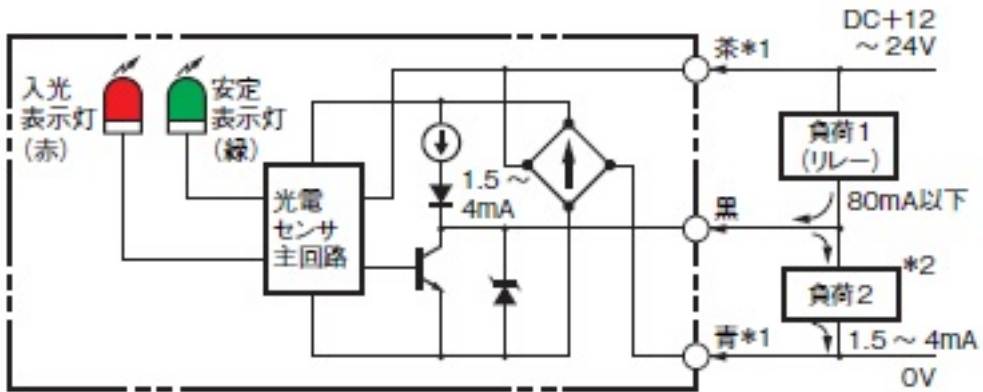 DC+12
～24V
茶*1
入光
表示灯
(赤)
安定
表示灯
(緑)
負荷1
(リレー)
1.5～
4mA
光電
センサ
主回路
黒
80mA以下
*2
負荷2
青*1
1.5～4mA
0V